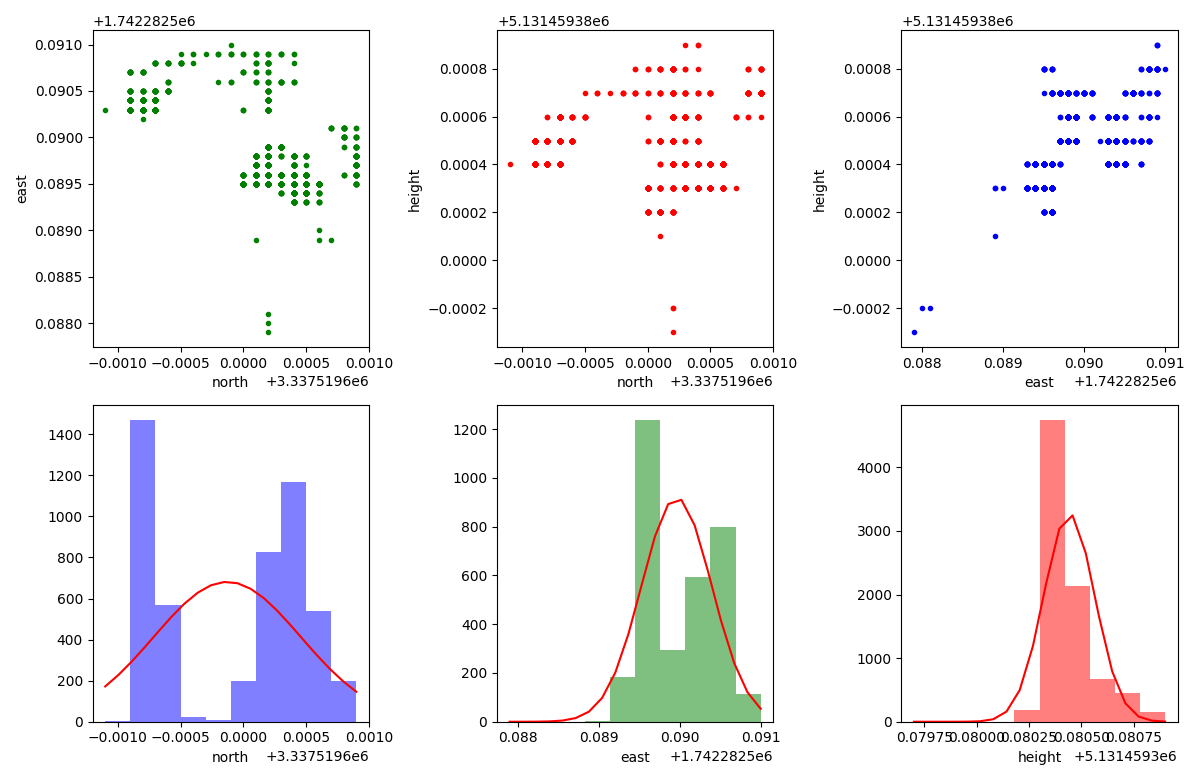 +1.7422825e6
0.0910
0.0905
0.0900
0.0895
0.0890
0.0885
0.0880
east
−0.0010 −0.0005 0.0000 0.0005 0.0010
north +3.3375196e6
+5.13145938e6
0.0008
0.0006
0.0004
0.0002
0.0000
−0.0002
height
−0.0010 −0.0005 0.0000 0.0005 0.0010
north +3.3375196e6
+5.13145938e6
0.0008
0.0006
0.0004
0.0002
0.0000
−0.0002
height
0.088 0.089 0.090 0.091
east +1.7422825e6
1400
1200
1000
800
600
400
200
0
−0.0010 −0.0005 0.0000 0.0005 0.0010
north +3.3375196e6
1200
1000
800
600
400
200
0
0.088 0.089 0.090 0.091
east +1.7422825e6
4000
3000
2000
1000
0
0.07975 0.08000 0.08025 0.08050 0.08075
height +5.1314593e6